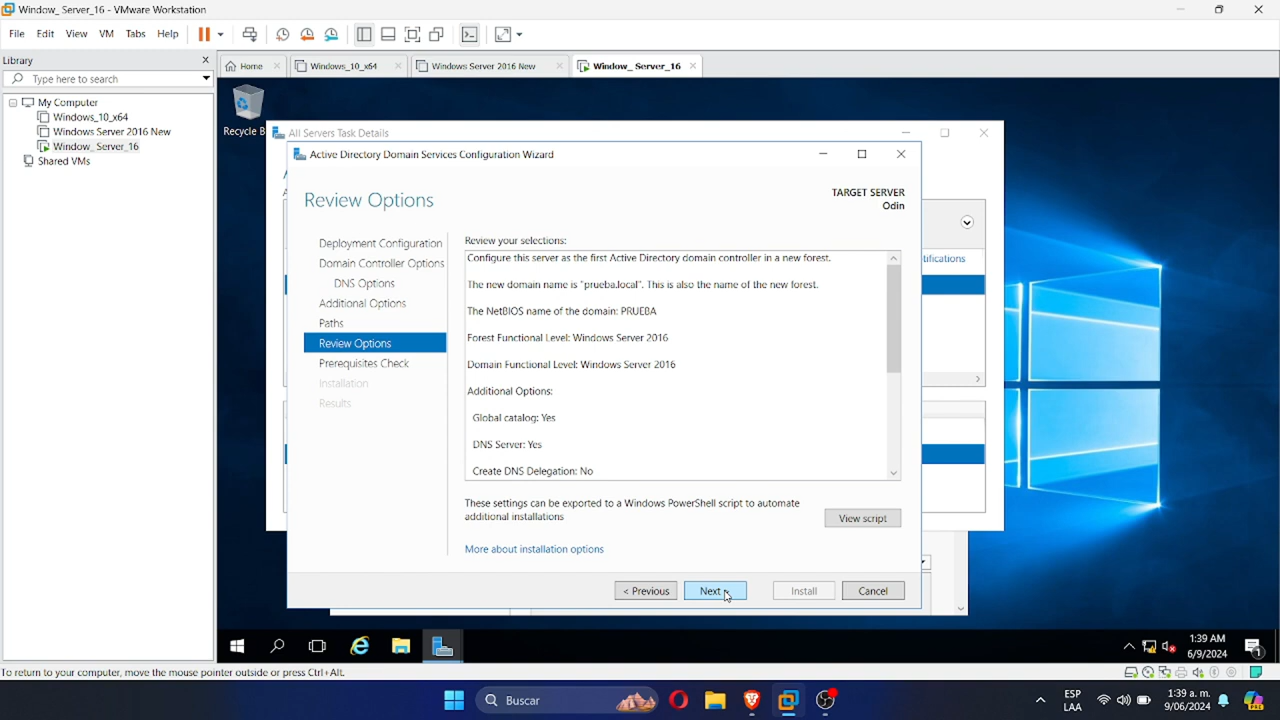 Window_ Server_16 - VMware Workstation
File Edit View VM Tabs Help
Library
Type here to search
My Computer
Windows_10_x64
Windows Server 2016 New
Window_ Server_16
Shared VMs
Home
Windows_10_x64
Windows Server 2016 New
Window_ Server_16
Recycle B
All Servers Task Details
Active Directory Domain Services Configuration Wizard
Review Options
TARGET SERVER
Odin
Deployment Configuration
Domain Controller Options
DNS Options
Additional Options
Paths
Review Options
Prerequisites Check
Installation
Results
Review your selections:
Configure this server as the first Active Directory domain controller in a new forest.
The new domain name is "prueba.local". This is also the name of the new forest.
The NetBIOS name of the domain: PRUEBA
Forest Functional Level: Windows Server 2016
Domain Functional Level: Windows Server 2016
Additional Options:
Global catalog: Yes
DNS Server: Yes
Create DNS Delegation: No
These settings can be exported to a Windows PowerShell script to automate
additional installations
View script
More about installation options
< Previous
Next
Install
Cancel
tifications
1:39 AM
6/9/2024
1
To return to your computer, move the mouse pointer outside or press Ctrl+Alt.
Buscar
ESP
LAA
1:39 a. m.
9/06/2024